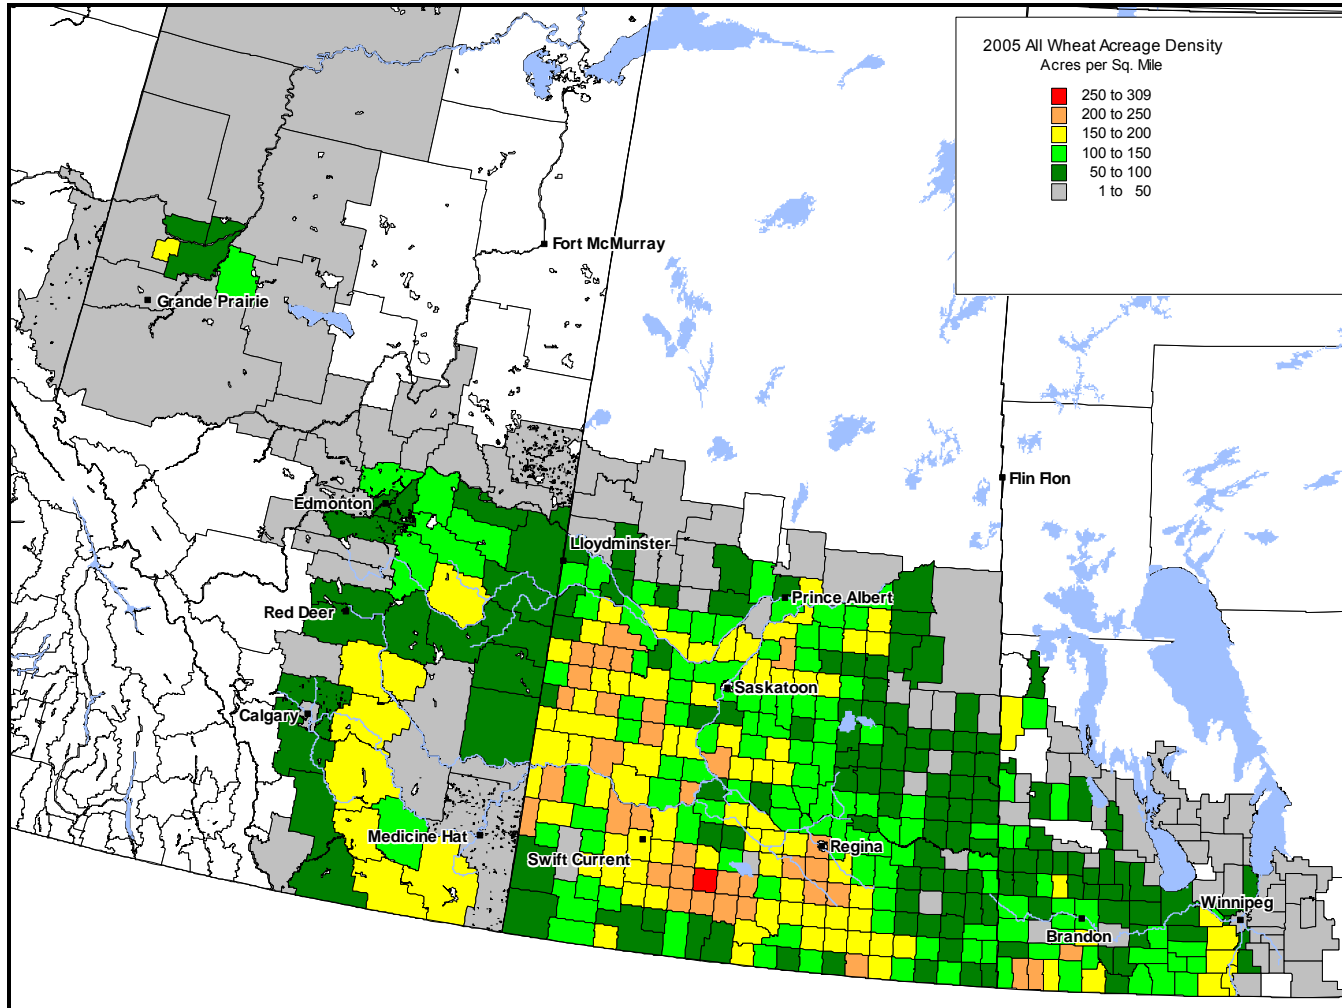 2005 All Wheat Acreage Density
Acres per Sq. Mile
250 to 309
200 to 250
150 to 200
100 to 150
50 to 100
1 to 50
Fort McMurray
Grande Prairie
Flin Flon
Edmonton
Lloydminster
Prince Albert
Red Deer
Saskatoon
Calgary
Medicine Hat
Swift Current
Regina
Winnipeg
Brandon